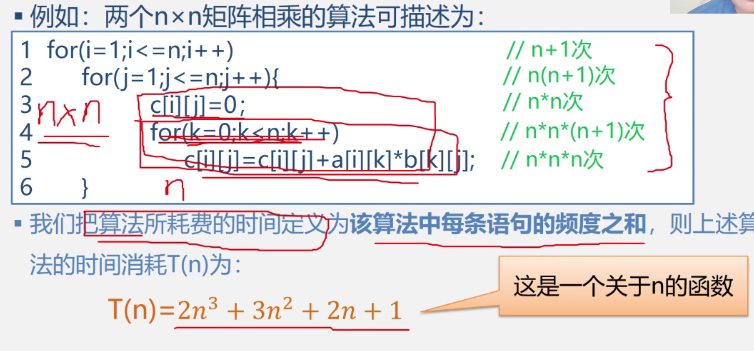 ▪ 例如：两个n×n矩阵相乘的算法可描述为：
1 for(i=1;i<=n;i++) // n+1次
2 for(j=1;j<=n;j++){ // n(n+1)次
3 c[i][j]=0; // n*n次
n×n
4 for(k=0;k<n;k++) // n*n*(n+1)次
5 c[i][j]=c[i][j]+a[i][k]*b[k][j]; // n*n*n次
6 }
n
▪ 我们把算法所耗费的时间定义为该算法中每条语句的频度之和，则上述算
法的时间消耗T(n)为：
这是一个关于n的函数
T(n)=2n³ + 3n² + 2n + 1